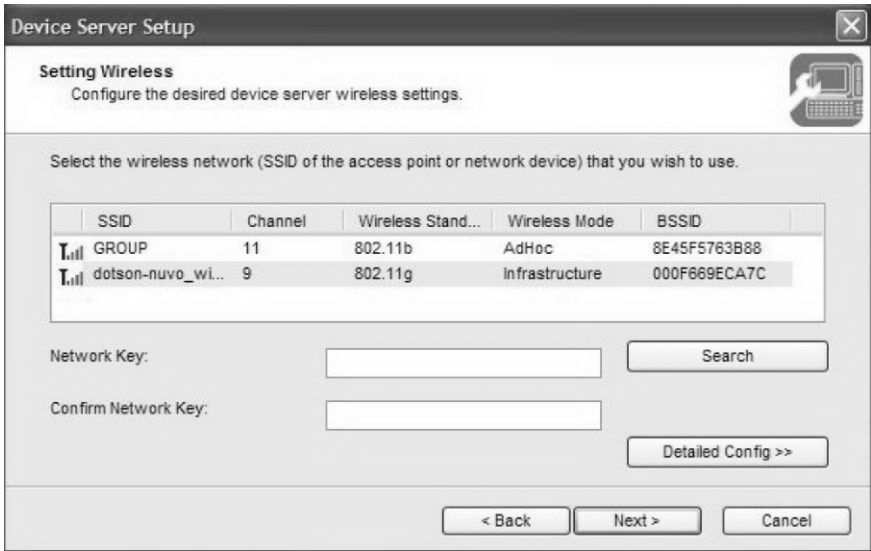 Device Server Setup
Setting Wireless
Configure the desired device server wireless settings.
Select the wireless network (SSID of the access point or network device) that you wish to use.
SSID Channel Wireless Stand... Wireless Mode BSSID
GROUP 11 802.11b AdHoc 8E45F5763B88
dotson-nuvo_wi... 9 802.11g Infrastructure 000F669ECA7C
Network Key: Search
Confirm Network Key:
Detailed Config >>
< Back Next > Cancel